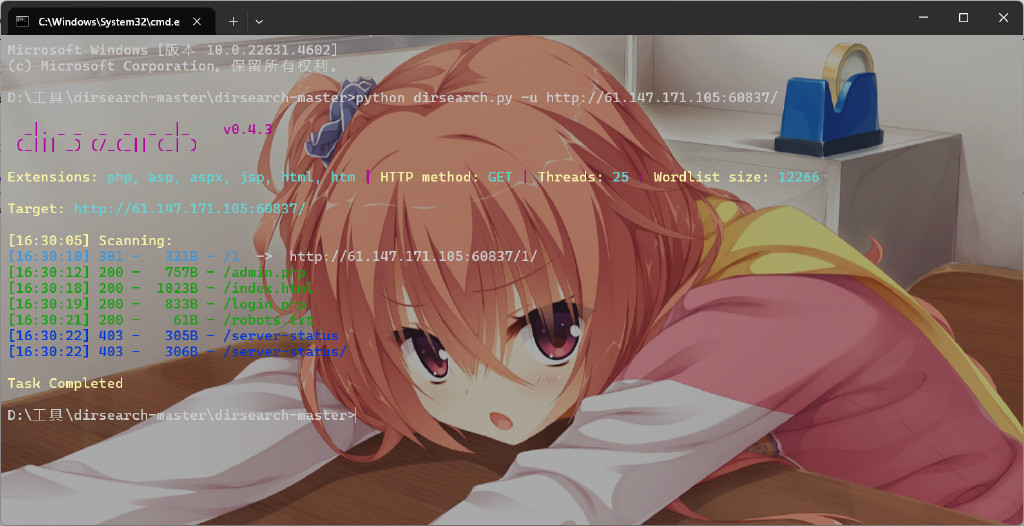 C:\Windows\System32\cmd.e
Microsoft Windows [版本 10.0.22631.4602]
(c) Microsoft Corporation。保留所有权利。
D:\工具\dirsearch-master\dirsearch-master>python dirsearch.py -u http://61.147.171.105:60837/
  _|. _ _  _  _  _ _|_    v0.4.3
 (_||| _) (/_(_|| (_| )
Extensions: php, asp, aspx, jsp, html, htm | HTTP method: GET | Threads: 25 | Wordlist size: 12266
Target: http://61.147.171.105:60837/
[16:30:05] Scanning:
[16:30:10] 301 -   321B - /1  ->  http://61.147.171.105:60837/1/
[16:30:12] 200 -   757B - /admin.php
[16:30:18] 200 -  1023B - /index.html
[16:30:19] 200 -   833B - /login.php
[16:30:21] 200 -    61B - /robots.txt
[16:30:22] 403 -   305B - /server-status
[16:30:22] 403 -   306B - /server-status/
Task Completed
D:\工具\dirsearch-master\dirsearch-master>